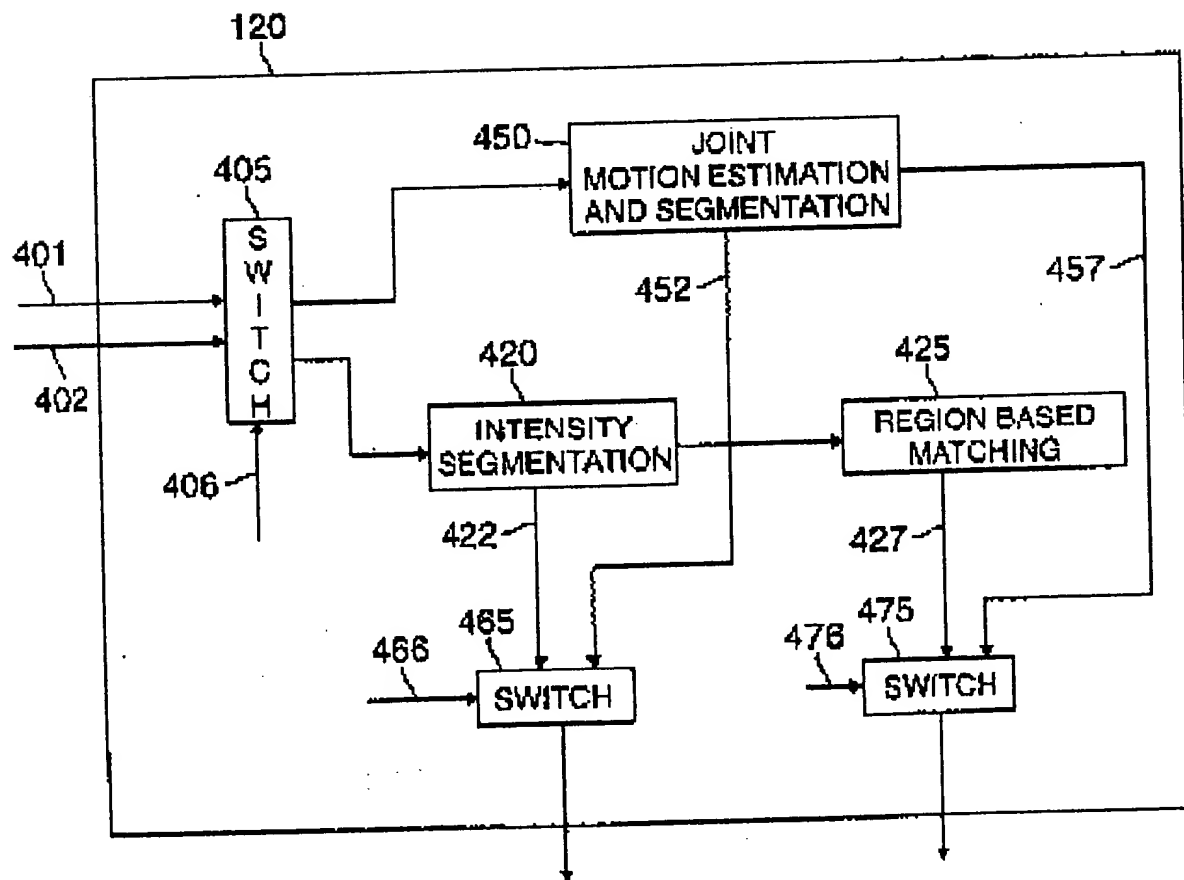 120
450
JOINT
MOTION ESTIMATION
AND SEGMENTATION
405
SWITCH
401
402
406
452
457
420
INTENSITY
SEGMENTATION
425
REGION BASED
MATCHING
422
427
465
466
SWITCH
475
476
SWITCH